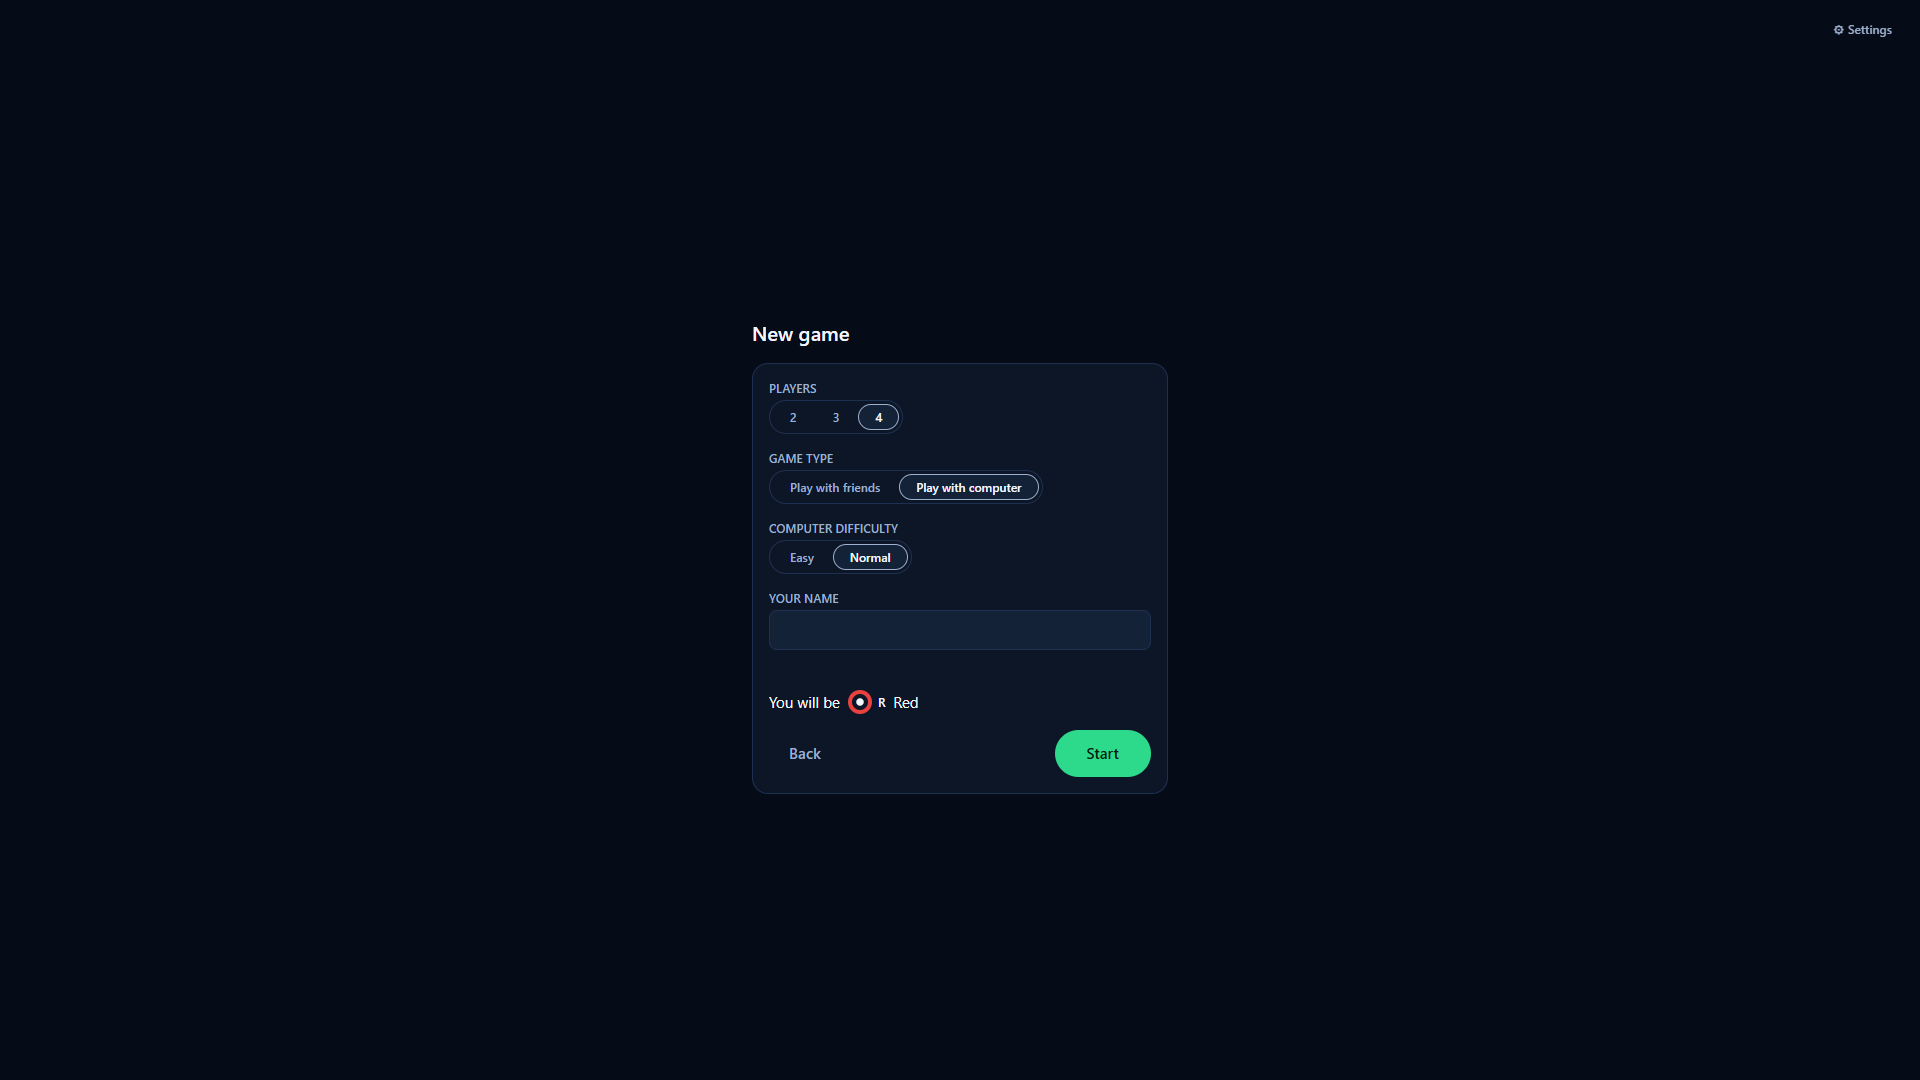 ⚙ Settings
New game
PLAYERS
2 3 4
GAME TYPE
Play with friends Play with computer
COMPUTER DIFFICULTY
Easy Normal
YOUR NAME
You will be R Red
Back Start